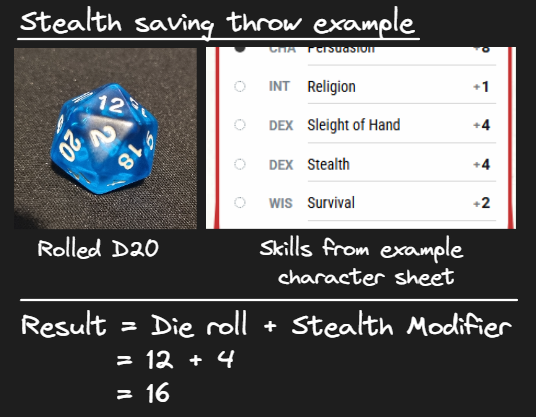 Stealth saving throw example
12
20
2
18
CHA Persuasion +8
INT Religion +1
DEX Sleight of Hand +4
DEX Stealth +4
WIS Survival +2
Rolled D20
Skills from example
character sheet
Result = Die roll + Stealth Modifier
= 12 + 4
= 16